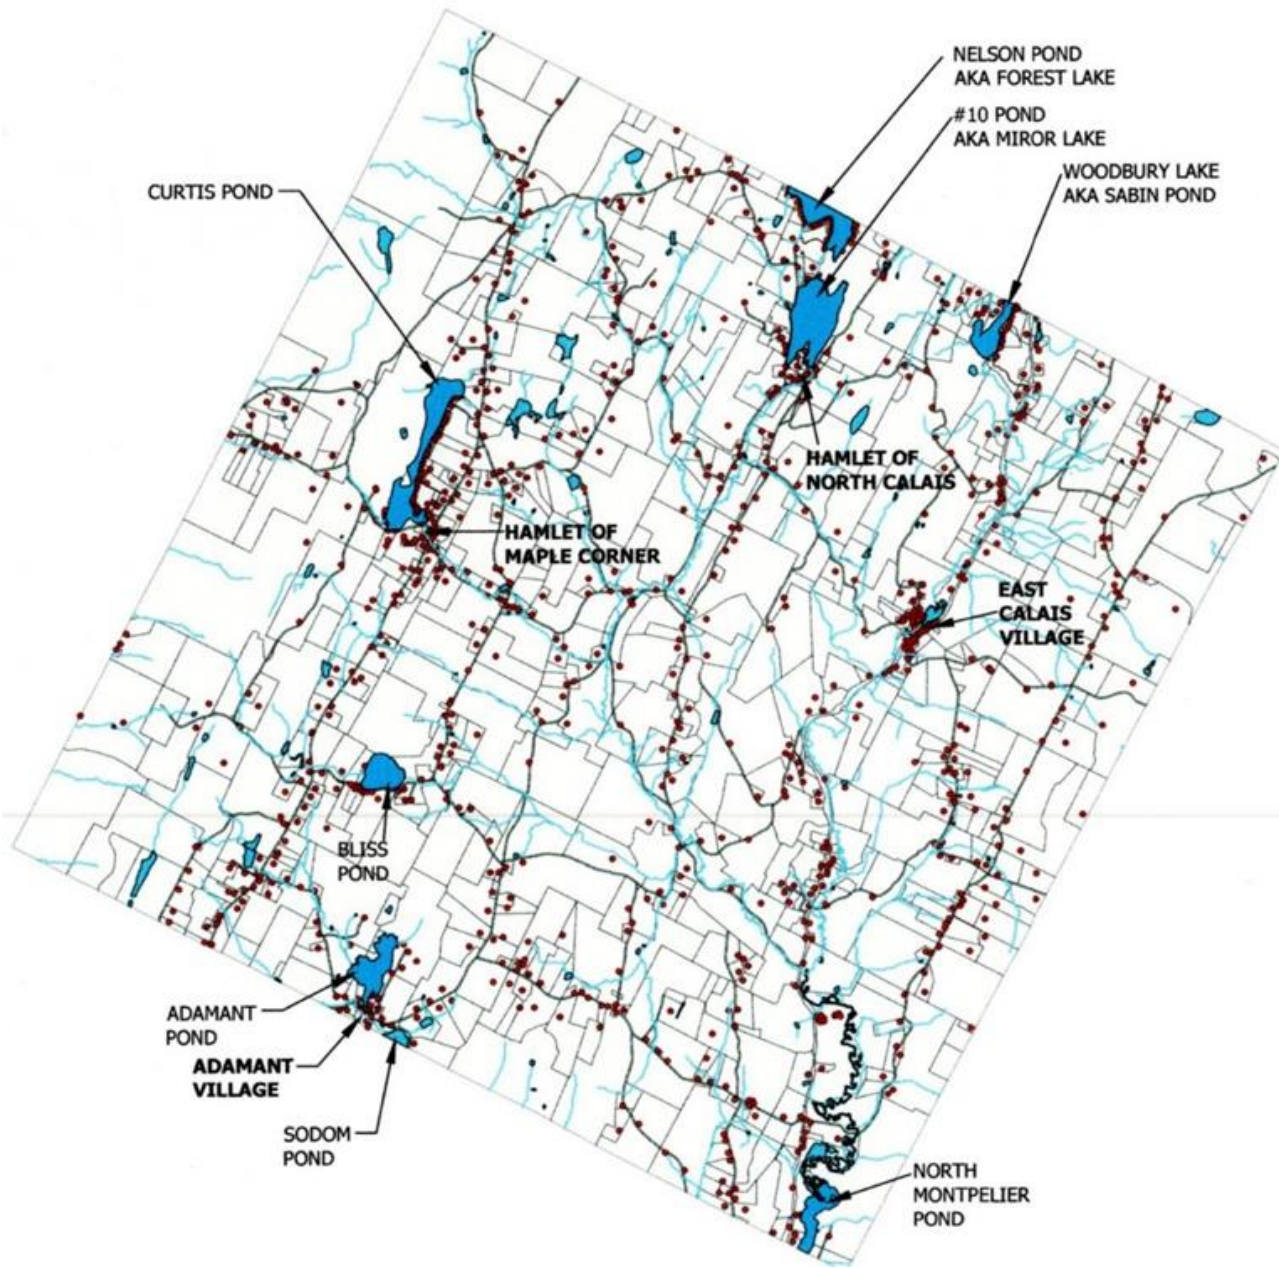 NELSON POND
AKA FOREST LAKE
#10 POND
AKA MIROR LAKE
WOODBURY LAKE
AKA SABIN POND
CURTIS POND
HAMLET OF
NORTH CALAIS
HAMLET OF
MAPLE CORNER
EAST
CALAIS
VILLAGE
BLISS
POND
ADAMANT
POND
ADAMANT
VILLAGE
SODOM
POND
NORTH
MONTPELIER
POND